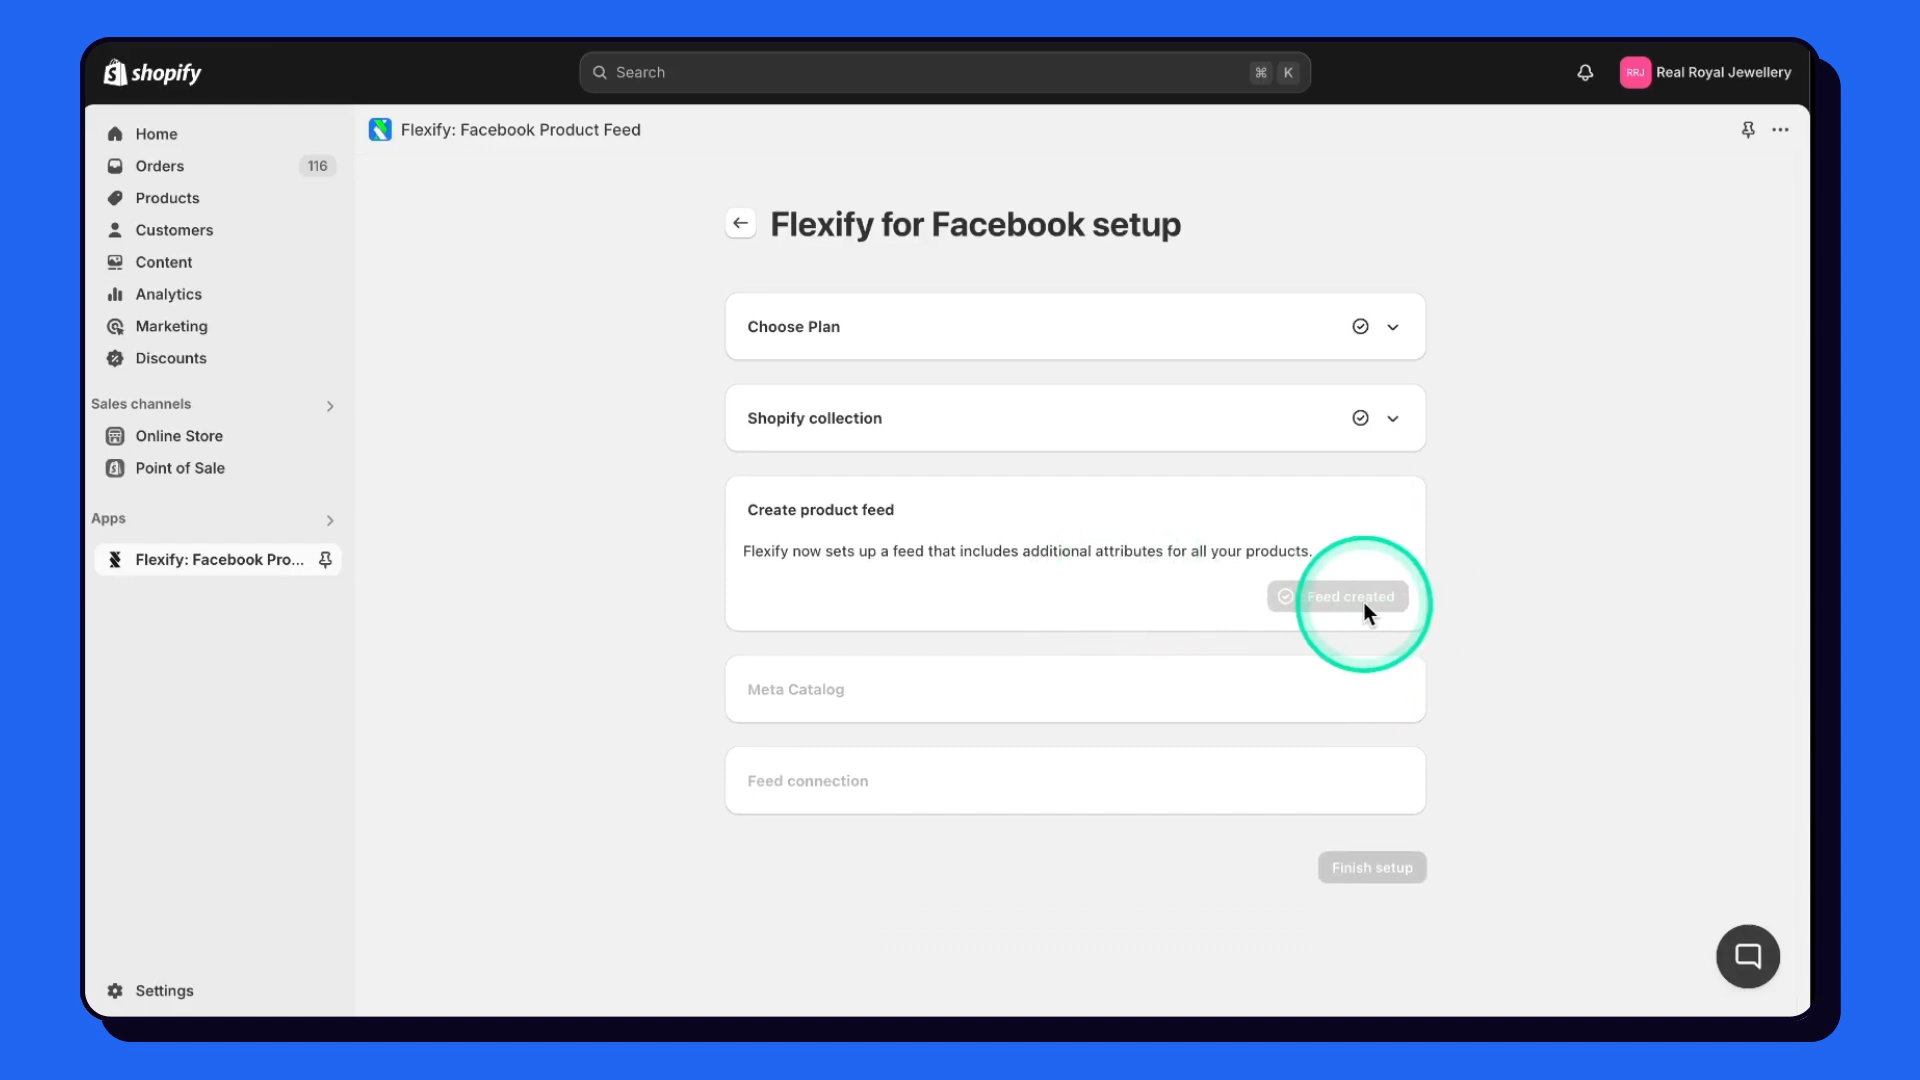 shopify
Search
⌘ K
RRJ
Real Royal Jewellery
Home
Orders
116
Products
Customers
Content
Analytics
Marketing
Discounts
Sales channels
Online Store
Point of Sale
Apps
Flexify: Facebook Pro...
Settings
Flexify: Facebook Product Feed
Flexify for Facebook setup
Choose Plan
Shopify collection
Create product feed
Flexify now sets up a feed that includes additional attributes for all your products.
Feed created
Meta Catalog
Feed connection
Finish setup